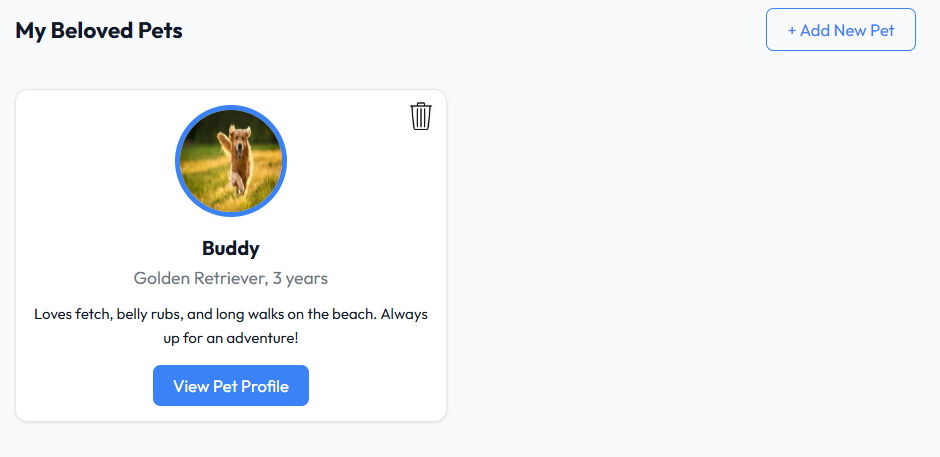 My Beloved Pets
+ Add New Pet
Buddy
Golden Retriever, 3 years
Loves fetch, belly rubs, and long walks on the beach. Always
up for an adventure!
View Pet Profile